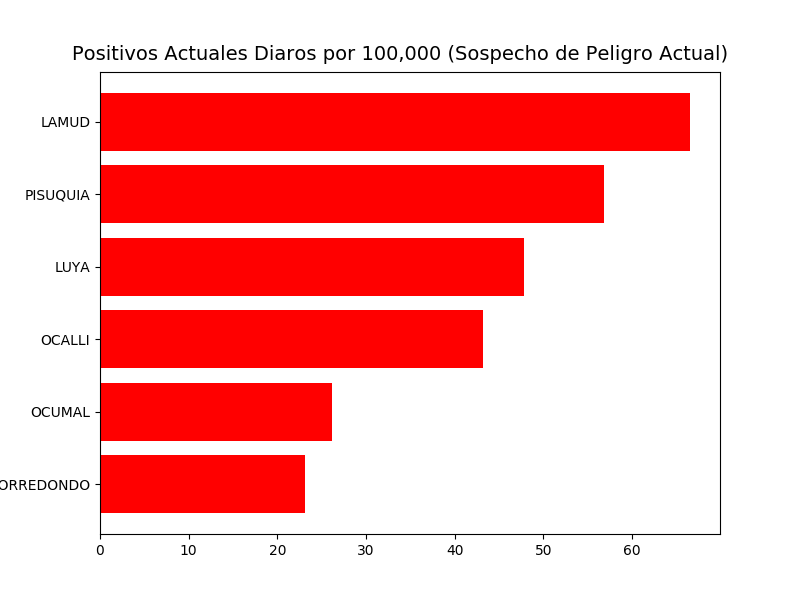 Positivos Actuales Diaros por 100,000 (Sospecho de Peligro Actual)
LAMUD
PISUQUIA
LUYA
OCALLI
OCUMAL
ORREDONDO
0 10 20 30 40 50 60